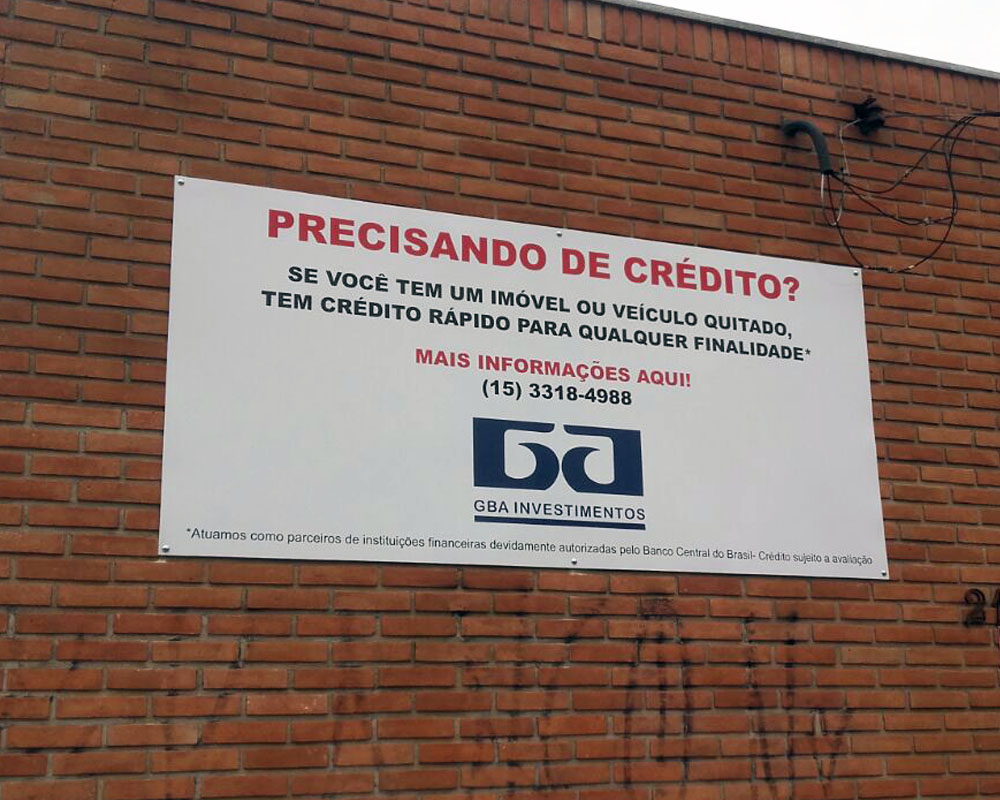 PRECISANDO DE CRÉDITO?
SE VOCÊ TEM UM IMÓVEL OU VEÍCULO QUITADO,
TEM CRÉDITO RÁPIDO PARA QUALQUER FINALIDADE*
MAIS INFORMAÇÕES AQUI!
(15) 3318-4988
GBA INVESTIMENTOS
*Atuamos como parceiros de instituições financeiras devidamente autorizadas pelo Banco Central do Brasil- Crédito sujeito a avaliação